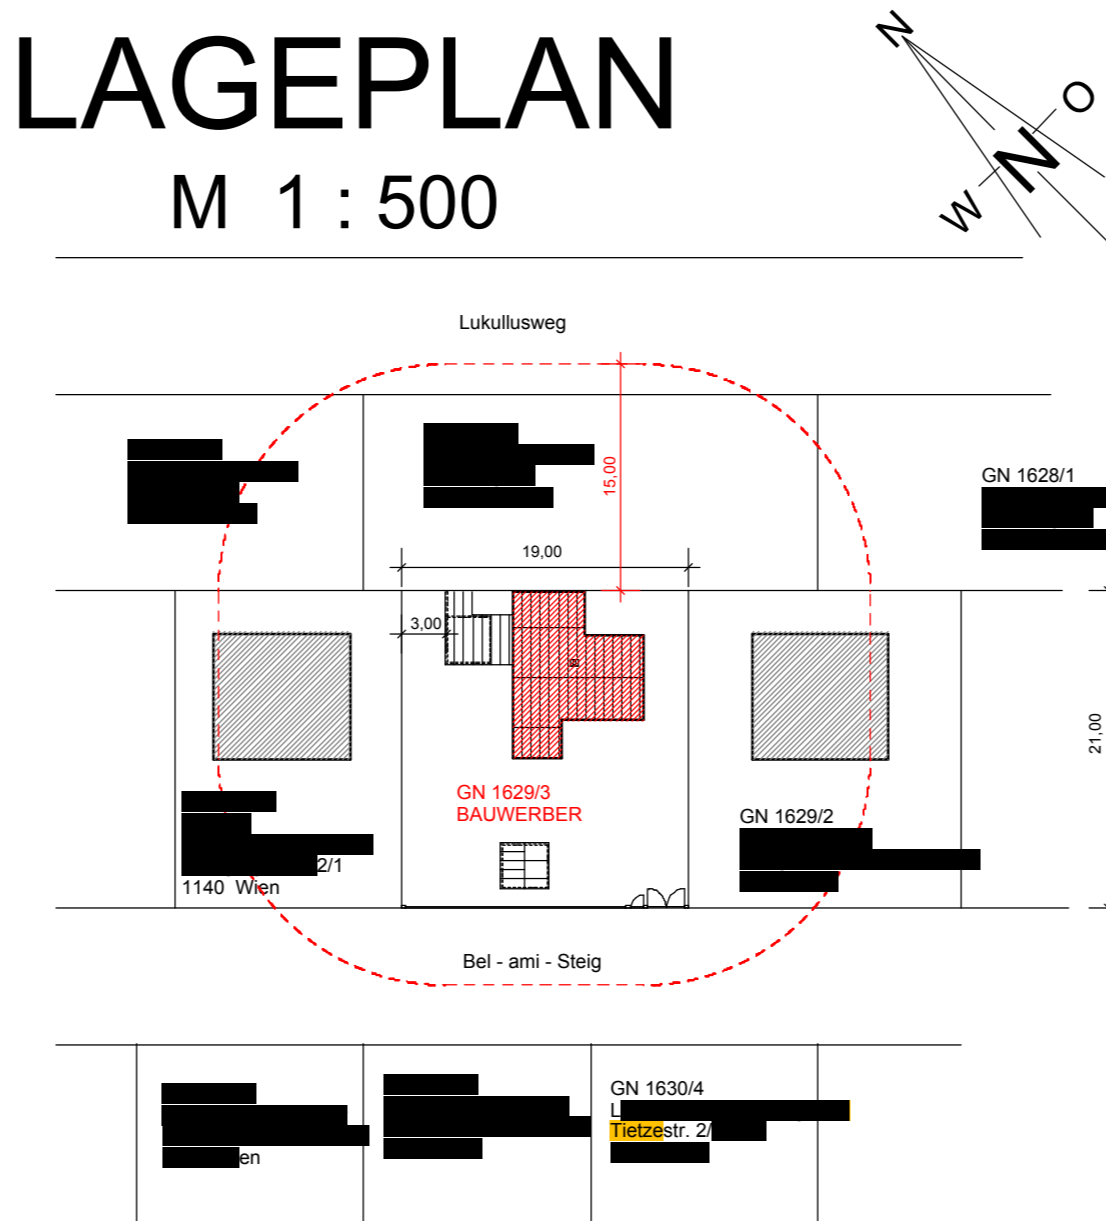 LAGEPLAN
M 1 : 500
N
N
O
W
Lukullusweg
15,00
GN 1628/1
19,00
3,00
21,00
GN 1629/3
BAUWERBER
GN 1629/2
2/1
1140 Wien
Bel - ami - Steig
GN 1630/4
L
Tietzestr. 2/
en